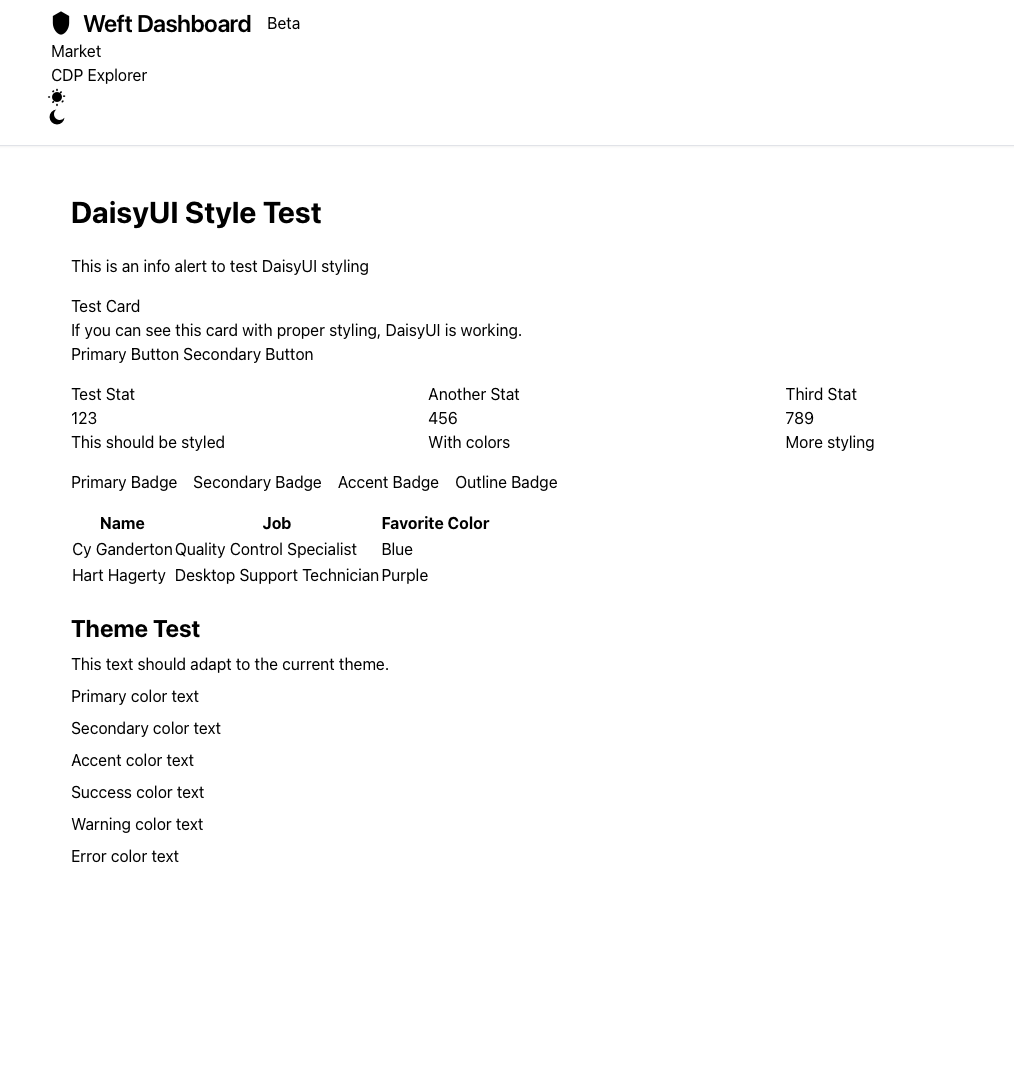 Weft Dashboard Beta
Market
CDP Explorer
DaisyUI Style Test
This is an info alert to test DaisyUI styling
Test Card
If you can see this card with proper styling, DaisyUI is working.
Primary Button Secondary Button
Test Stat Another Stat Third Stat
123 456 789
This should be styled With colors More styling
Primary Badge Secondary Badge Accent Badge Outline Badge
Name Job Favorite Color
Cy Ganderton Quality Control Specialist Blue
Hart Hagerty Desktop Support Technician Purple
Theme Test
This text should adapt to the current theme.
Primary color text
Secondary color text
Accent color text
Success color text
Warning color text
Error color text